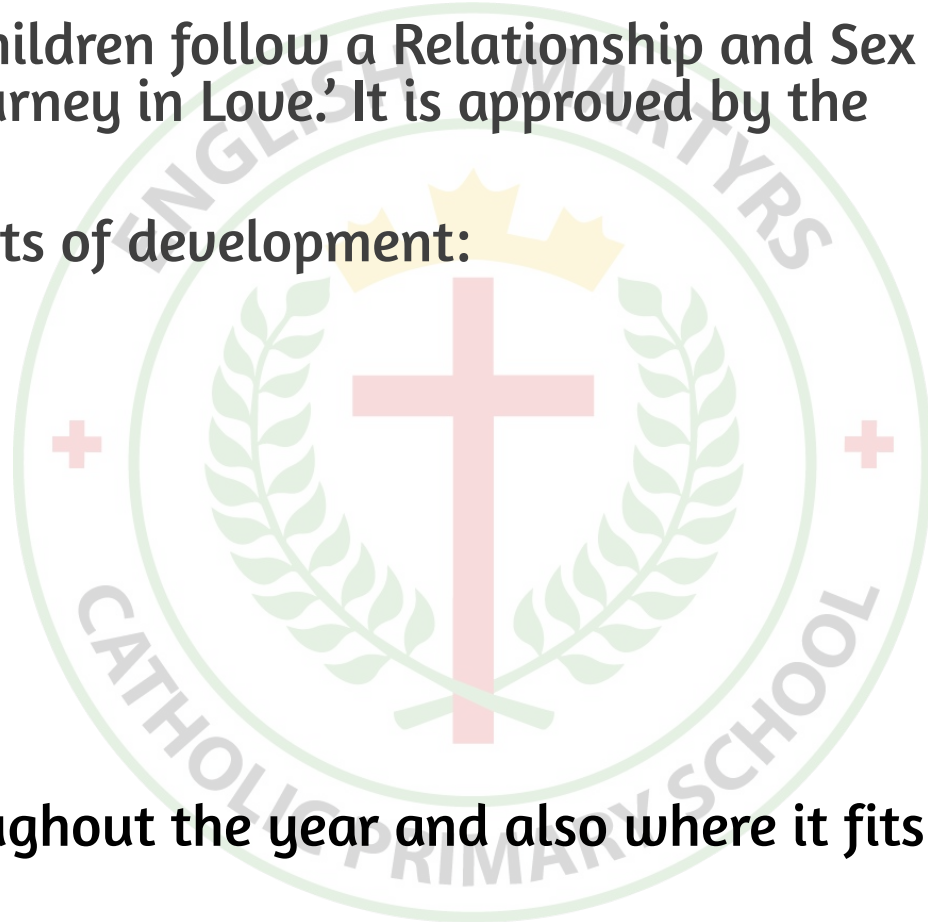 hildren follow a Relationship and Sex
urney in Love.’ It is approved by the
ts of development:
ughout the year and also where it fits
ENGLISH MARTYRS
CATHOLIC PRIMARY SCHOOL